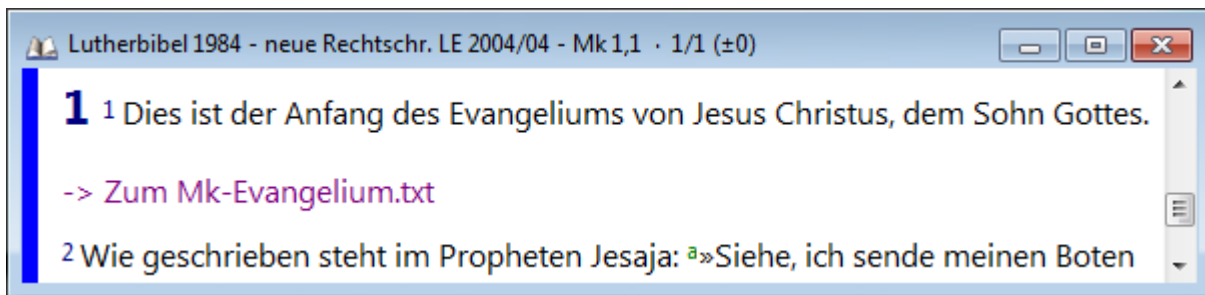 Lutherbibel 1984 - neue Rechtschr. LE 2004/04 - Mk 1,1 · 1/1 (±0)
1 1 Dies ist der Anfang des Evangeliums von Jesus Christus, dem Sohn Gottes.
-> Zum Mk-Evangelium.txt
2 Wie geschrieben steht im Propheten Jesaja: a»Siehe, ich sende meinen Boten